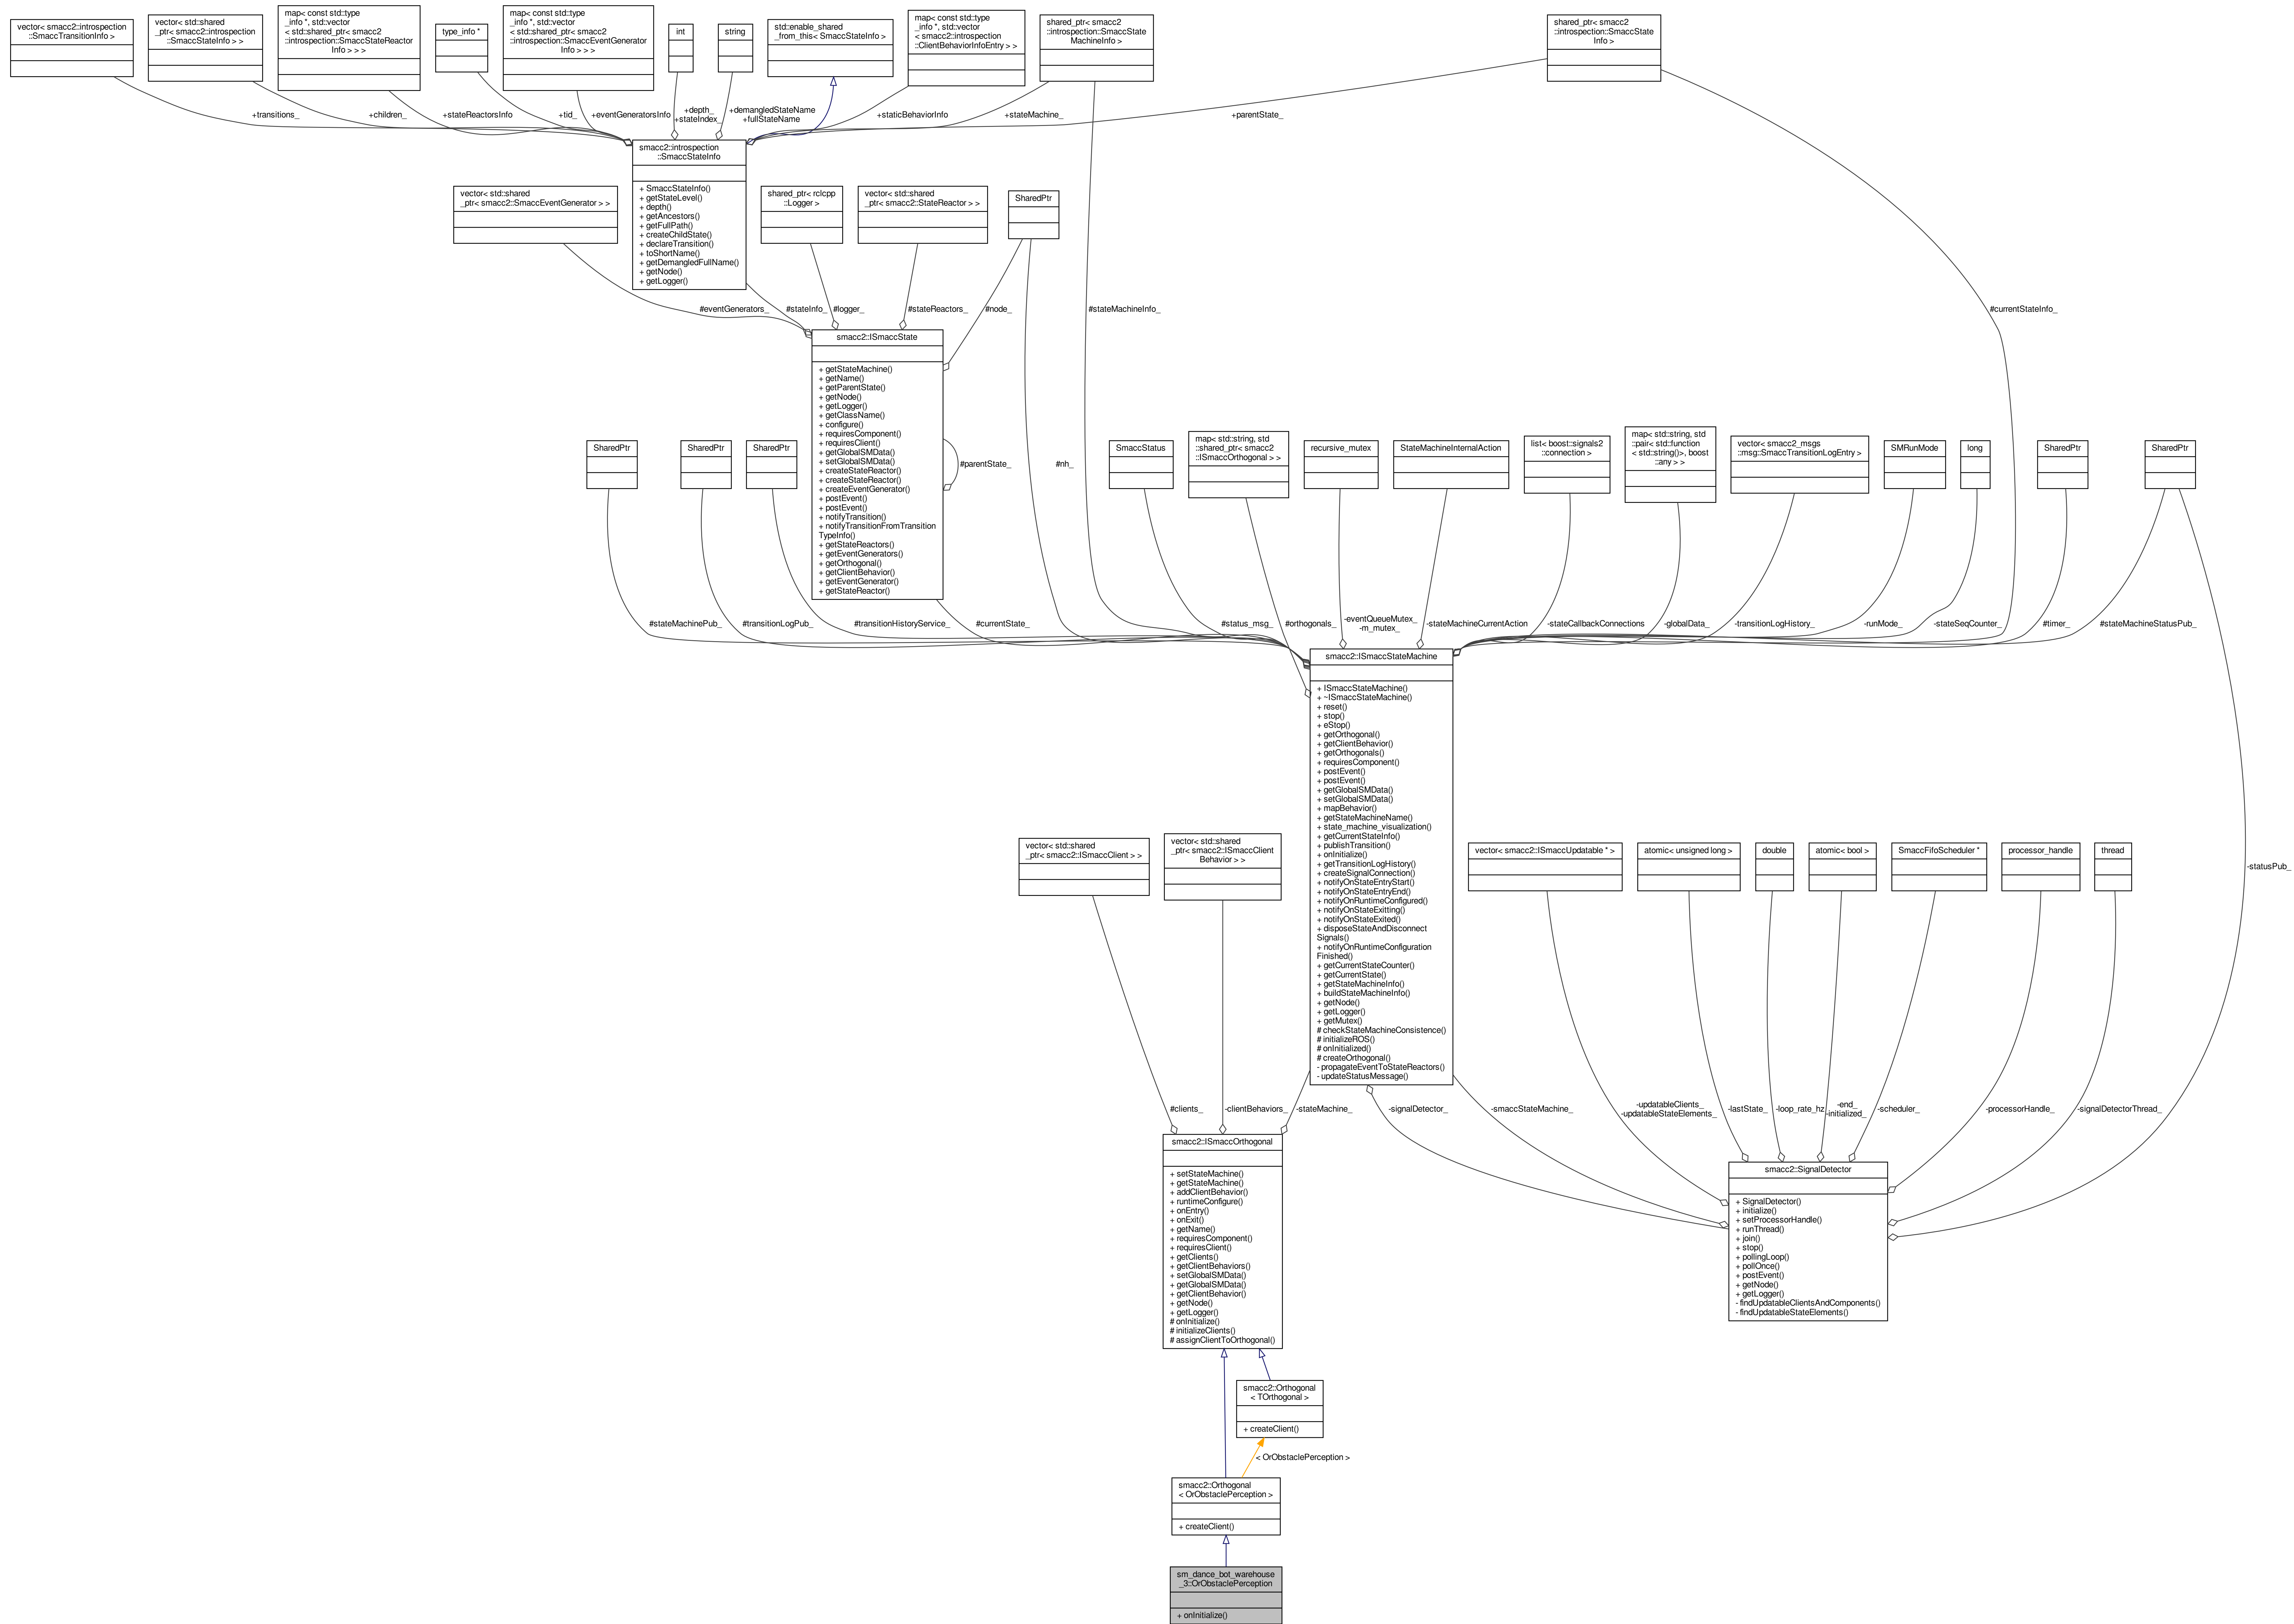 vector< smacc2::introspection
::SmaccTransitionInfo >
vector< std::shared
_ptr< smacc2::introspection
::SmaccStateInfo > >
map< const std::type
_info *, std::vector
< std::shared_ptr< smacc2
::introspection::SmaccStateReactor
Info > > >
type_info *
map< const std::type
_info *, std::vector
< std::shared_ptr< smacc2
::introspection::SmaccEventGenerator
Info > > >
int
string
std::enable_shared
_from_this< SmaccStateInfo >
map< const std::type
_info *, std::vector
< smacc2::introspection
::ClientBehaviorInfoEntry > >
shared_ptr< smacc2
::introspection::SmaccState
MachineInfo >
shared_ptr< smacc2
::introspection::SmaccState
Info >
+transitions_
+children_
+stateReactorsInfo
+tid_
+eventGeneratorsInfo
+depth_
+stateIndex_
+demangledStateName
+fullStateName
+staticBehaviorInfo
+stateMachine_
+parentState_
smacc2::introspection
::SmaccStateInfo
+ SmaccStateInfo()
+ getStateLevel()
+ depth()
+ getAncestors()
+ getFullPath()
+ createChildState()
+ declareTransition()
+ toShortName()
+ getDemangledFullName()
+ getNode()
+ getLogger()
vector< std::shared
_ptr< smacc2::SmaccEventGenerator > >
shared_ptr< rclcpp
::Logger >
vector< std::shared
_ptr< smacc2::StateReactor > >
SharedPtr
#eventGenerators_
#stateInfo_
#logger_
#stateReactors_
#node_
#stateMachineInfo_
#currentStateInfo_
smacc2::ISmaccState
+ getStateMachine()
+ getName()
+ getParentState()
+ getNode()
+ getLogger()
+ getClassName()
+ configure()
+ requiresComponent()
+ requiresClient()
+ getGlobalSMData()
+ setGlobalSMData()
+ createStateReactor()
+ createStateReactor()
+ createEventGenerator()
+ postEvent()
+ postEvent()
+ notifyTransition()
+ notifyTransitionFromTransition
TypeInfo()
+ getStateReactors()
+ getEventGenerators()
+ getOrthogonal()
+ getClientBehavior()
+ getEventGenerator()
+ getStateReactor()
#parentState_
#nh_
SharedPtr
SharedPtr
SharedPtr
SmaccStatus
map< std::string, std
::shared_ptr< smacc2
::ISmaccOrthogonal > >
recursive_mutex
StateMachineInternalAction
list< boost::signals2
::connection >
map< std::string, std
::pair< std::function
< std::string()>, boost
::any > >
vector< smacc2_msgs
::msg::SmaccTransitionLogEntry >
SMRunMode
long
SharedPtr
SharedPtr
#stateMachinePub_
#transitionLogPub_
#transitionHistoryService_
#currentState_
#status_msg_
#orthogonals_
-eventQueueMutex_
-m_mutex_
-stateMachineCurrentAction
-stateCallbackConnections
-globalData_
-transitionLogHistory_
-runMode_
-stateSeqCounter_
#timer_
#stateMachineStatusPub_
smacc2::ISmaccStateMachine
+ ISmaccStateMachine()
+ ~ISmaccStateMachine()
+ reset()
+ stop()
+ eStop()
+ getOrthogonal()
+ getClientBehavior()
+ getOrthogonals()
+ requiresComponent()
+ postEvent()
+ postEvent()
+ getGlobalSMData()
+ setGlobalSMData()
+ mapBehavior()
+ getStateMachineName()
+ state_machine_visualization()
+ getCurrentStateInfo()
+ publishTransition()
+ onInitialize()
+ getTransitionLogHistory()
+ createSignalConnection()
+ notifyOnStateEntryStart()
+ notifyOnStateEntryEnd()
+ notifyOnRuntimeConfigured()
+ notifyOnStateExitting()
+ notifyOnStateExited()
+ disposeStateAndDisconnect
Signals()
+ notifyOnRuntimeConfiguration
Finished()
+ getCurrentStateCounter()
+ getCurrentState()
+ getStateMachineInfo()
+ buildStateMachineInfo()
+ getNode()
+ getLogger()
+ getMutex()
# checkStateMachineConsistence()
# initializeROS()
# onInitialized()
# createOrthogonal()
- propagateEventToStateReactors()
- updateStatusMessage()
vector< std::shared
_ptr< smacc2::ISmaccClient > >
vector< std::shared
_ptr< smacc2::ISmaccClient
Behavior > >
vector< smacc2::ISmaccUpdatable * >
atomic< unsigned long >
double
atomic< bool >
SmaccFifoScheduler *
processor_handle
thread
-statusPub_
#clients_
-clientBehaviors_
-stateMachine_
-signalDetector_
-smaccStateMachine_
-updatableClients_
-updatableStateElements_
-lastState_
-loop_rate_hz_
-end_
-initialized_
-scheduler_
-processorHandle_
-signalDetectorThread_
smacc2::ISmaccOrthogonal
+ setStateMachine()
+ getStateMachine()
+ addClientBehavior()
+ runtimeConfigure()
+ onEntry()
+ onExit()
+ getName()
+ requiresComponent()
+ requiresClient()
+ getClients()
+ getClientBehaviors()
+ setGlobalSMData()
+ getGlobalSMData()
+ getClientBehavior()
+ getNode()
+ getLogger()
# onInitialize()
# initializeClients()
# assignClientToOrthogonal()
smacc2::SignalDetector
+ SignalDetector()
+ initialize()
+ setProcessorHandle()
+ runThread()
+ join()
+ stop()
+ pollingLoop()
+ pollOnce()
+ postEvent()
+ getNode()
+ getLogger()
- findUpdatableClientsAndComponents()
- findUpdatableStateElements()
smacc2::Orthogonal
< TOrthogonal >
+ createClient()
< OrObstaclePerception >
smacc2::Orthogonal
< OrObstaclePerception >
+ createClient()
sm_dance_bot_warehouse
_3::OrObstaclePerception
+ onInitialize()